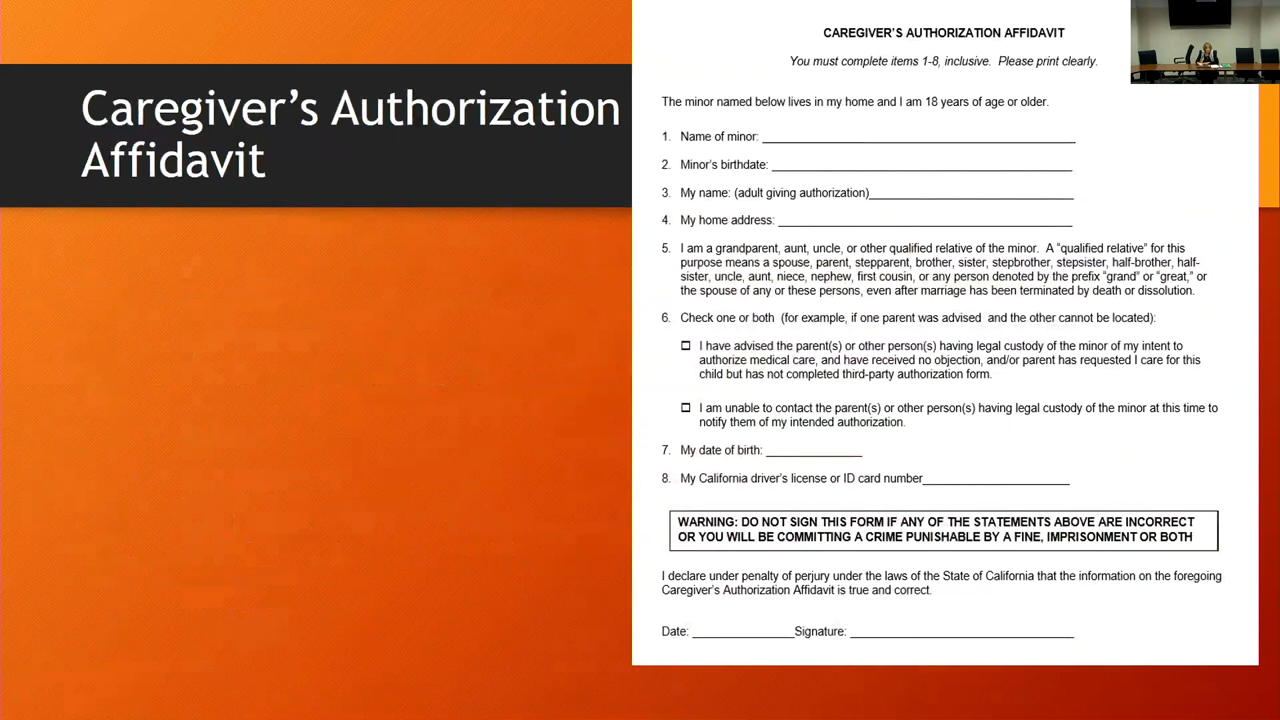 Caregiver’s Authorization
Affidavit
CAREGIVER’S AUTHORIZATION AFFIDAVIT
You must complete items 1-8, inclusive. Please print clearly.
The minor named below lives in my home and I am 18 years of age or older.
1. Name of minor: ____________________
2. Minor’s birthdate: ____________________
3. My name: (adult giving authorization)____________________
4. My home address: ____________________
5. I am a grandparent, aunt, uncle, or other qualified relative of the minor. A “qualified relative” for this
purpose means a spouse, parent, stepparent, brother, sister, stepbrother, stepsister, half-brother, half-
sister, uncle, aunt, niece, nephew, first cousin, or any person denoted by the prefix “grand” or “great,” or
the spouse of any or these persons, even after marriage has been terminated by death or dissolution.
6. Check one or both (for example, if one parent was advised and the other cannot be located):
☐ I have advised the parent(s) or other person(s) having legal custody of the minor of my intent to
authorize medical care, and have received no objection, and/or parent has requested I care for this
child but has not completed third-party authorization form.
☐ I am unable to contact the parent(s) or other person(s) having legal custody of the minor at this time to
notify them of my intended authorization.
7. My date of birth: _______________
8. My California driver’s license or ID card number____________________
WARNING: DO NOT SIGN THIS FORM IF ANY OF THE STATEMENTS ABOVE ARE INCORRECT
OR YOU WILL BE COMMITTING A CRIME PUNISHABLE BY A FINE, IMPRISONMENT OR BOTH
I declare under penalty of perjury under the laws of the State of California that the information on the foregoing
Caregiver’s Authorization Affidavit is true and correct.
Date: _______________Signature: ____________________